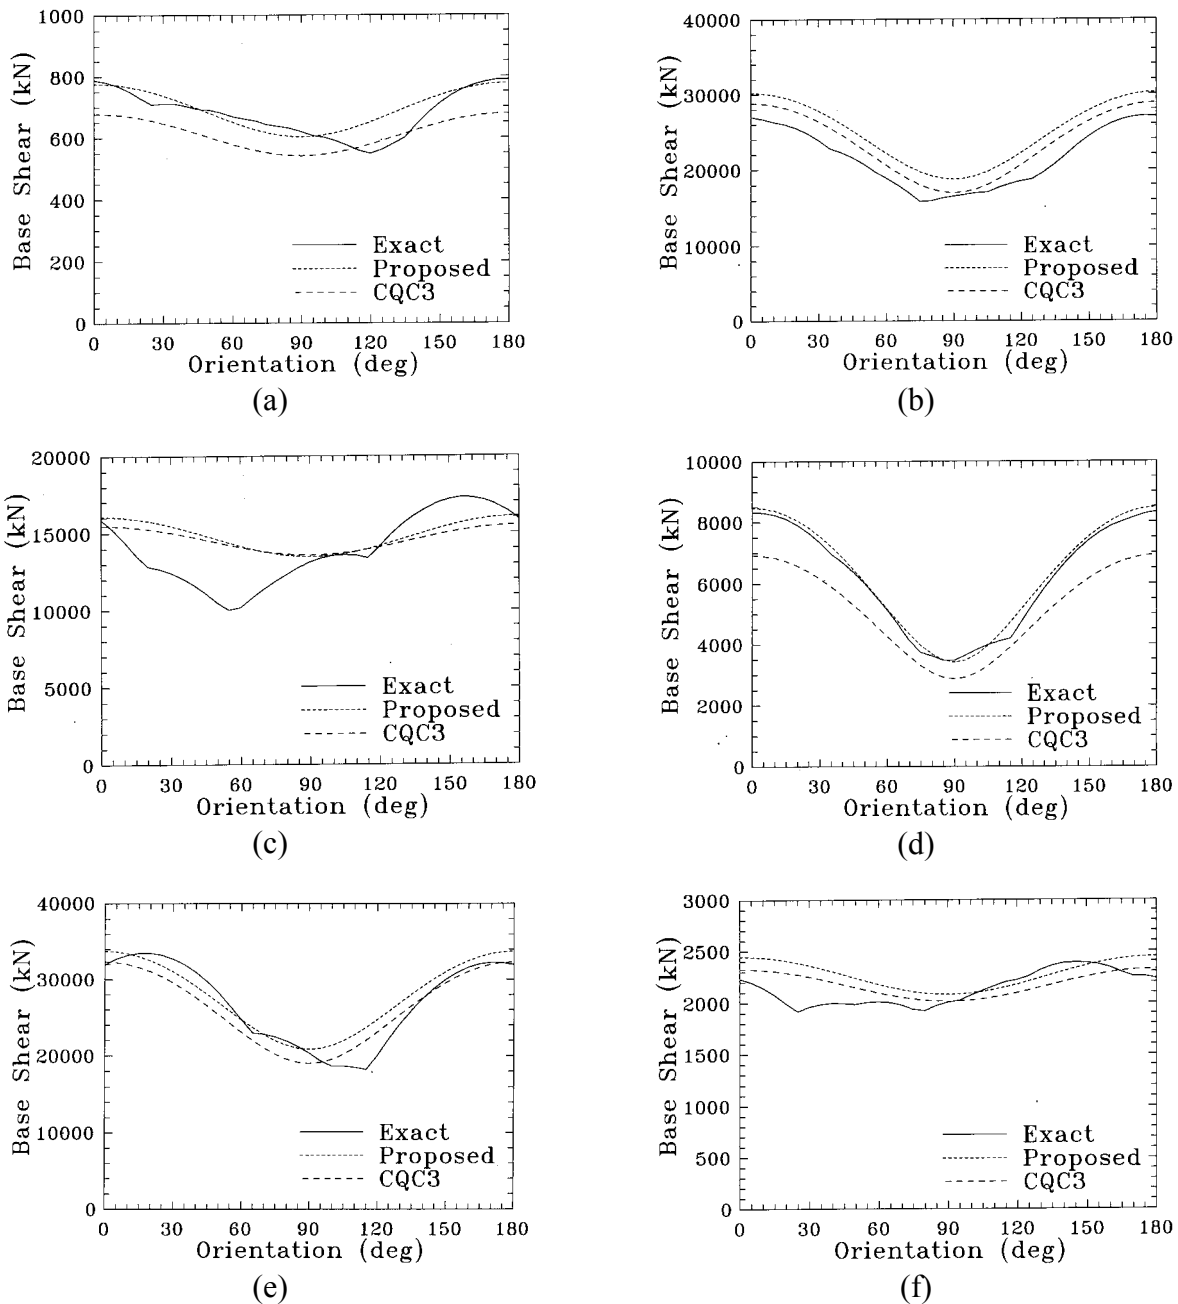 1000
800
600
400
200
0
Base Shear (kN)
Exact
Proposed
CQC3
0 30 60 90 120 150 180
Orientation (deg)
(a)
40000
30000
20000
10000
0
Base Shear (kN)
Exact
Proposed
CQC3
0 30 60 90 120 150 180
Orientation (deg)
(b)
20000
15000
10000
5000
0
Base Shear (kN)
Exact
Proposed
CQC3
0 30 60 90 120 150 180
Orientation (deg)
(c)
10000
8000
6000
4000
2000
0
Base Shear (kN)
Exact
Proposed
CQC3
0 30 60 90 120 150 180
Orientation (deg)
(d)
40000
30000
20000
10000
0
Base Shear (kN)
Exact
Proposed
CQC3
0 30 60 90 120 150 180
Orientation (deg)
(e)
3000
2500
2000
1500
1000
500
0
Base Shear (kN)
Exact
Proposed
CQC3
0 30 60 90 120 150 180
Orientation (deg)
(f)